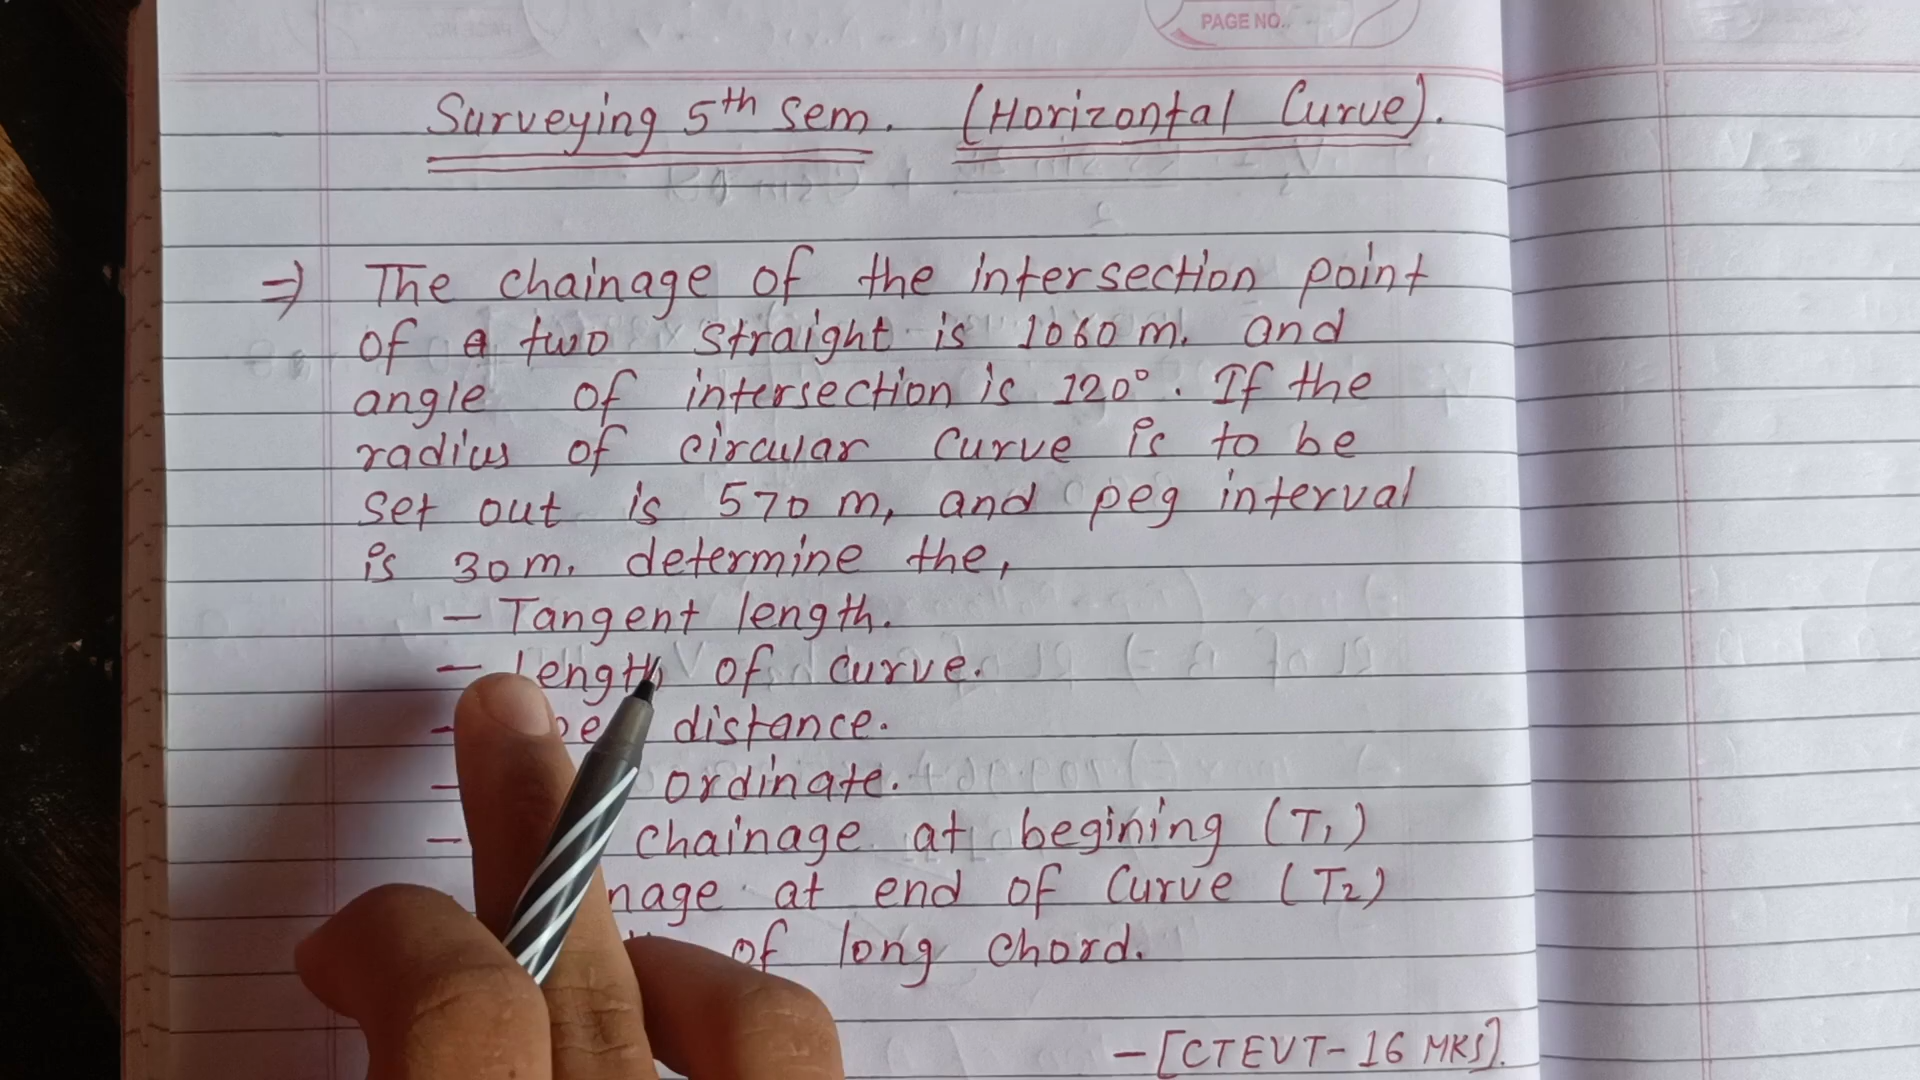 PAGE NO.
Surveying 5th sem. (Horizontal Curve).
⇒ The chainage of the intersection point
of a two straight is 1060 m. and
angle of intersection is 120°. If the
radius of circular curve is to be
set out is 570 m, and peg interval
is 30m. determine the,
- Tangent length.
- Length of curve.
- distance.
- ordinate.
- chainage at begining (T₁)
at end of curve (T₂)
of long chord.
- [CTEVT- 16 MKS].